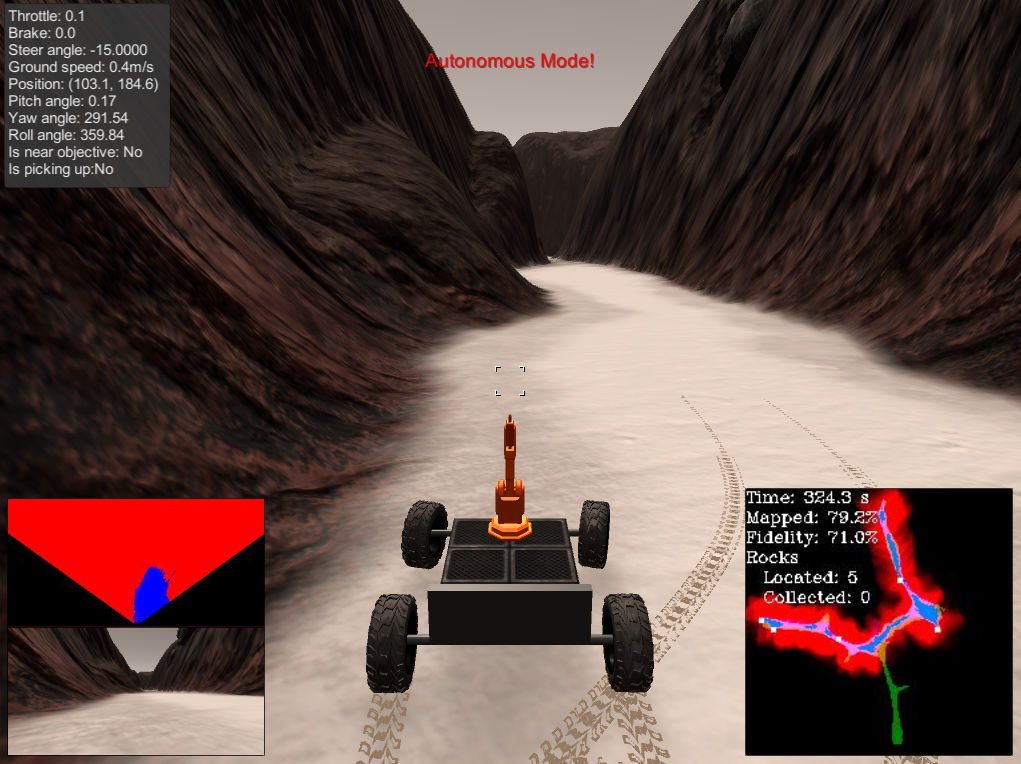 Throttle: 0.1
Brake: 0.0
Steer angle: -15.0000
Ground speed: 0.4m/s
Position: (103.1, 184.6)
Pitch angle: 0.17
Yaw angle: 291.54
Roll angle: 359.84
Is near objective: No
Is picking up:No
Autonomous Mode!
Time: 324.3 s
Mapped: 79.2%
Fidelity: 71.0%
Rocks
Located: 5
Collected: 0